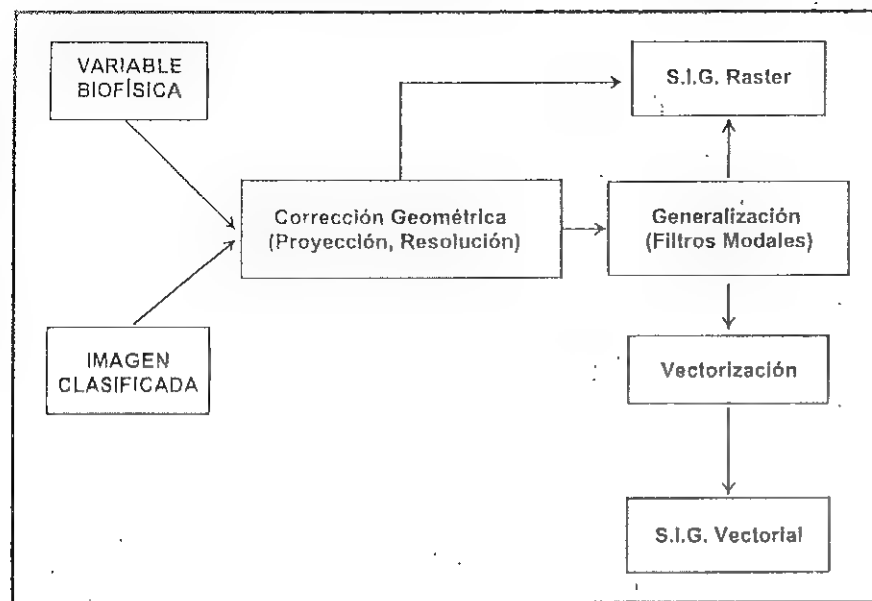 VARIABLE
BIOFÍSICA
S.I.G. Raster
Corrección Geométrica
(Proyección, Resolución)
Generalización
(Filtros Modales)
IMAGEN
CLASIFICADA
Vectorización
S.I.G. Vectorial